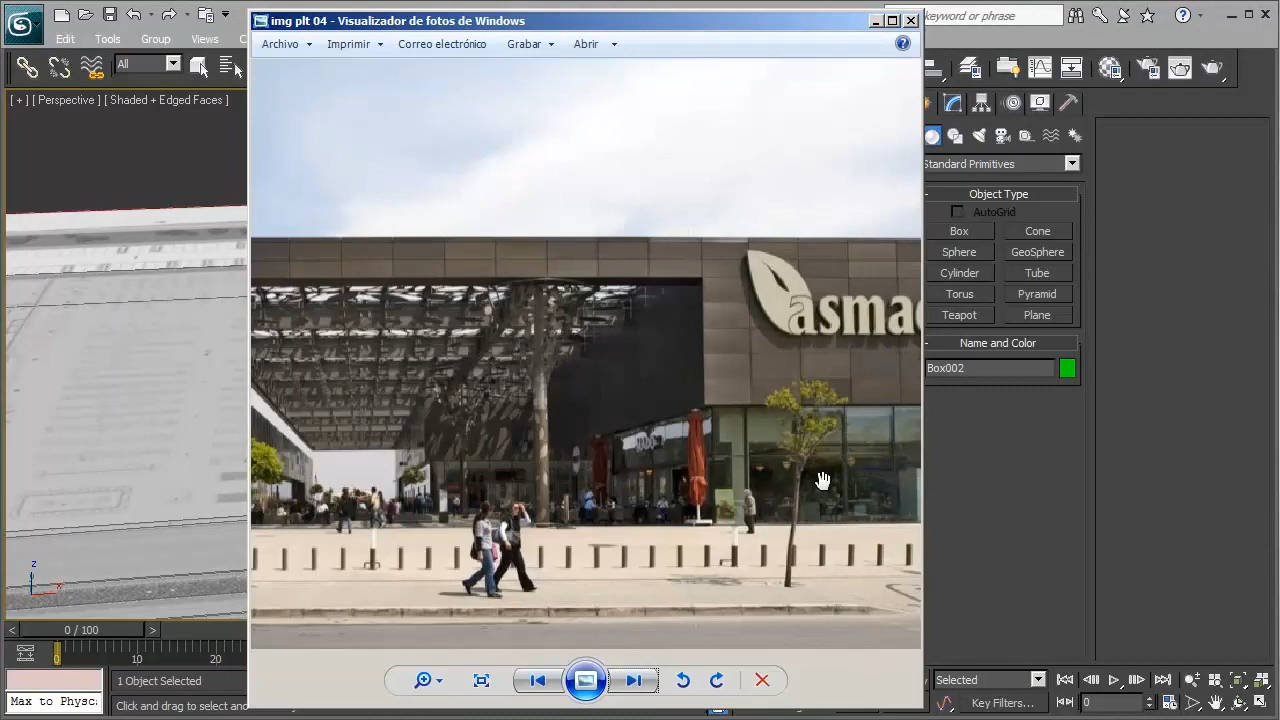 img plt 04 - Visualizador de fotos de Windows
keyword or phrase
Edit Tools Group Views
Archivo Imprimir Correo electrónico Grabar Abrir
All
[ + ] [ Perspective ] [ Shaded + Edged Faces ]
Standard Primitives
Object Type
AutoGrid
Box Cone
Sphere GeoSphere
Cylinder Tube
Torus Pyramid
Teapot Plane
Name and Color
Box002
asmac
z
x
0 / 100
0 10 20
1 Object Selected
Selected
Max to Physc:
Click and drag to select and
Key Filters...
0